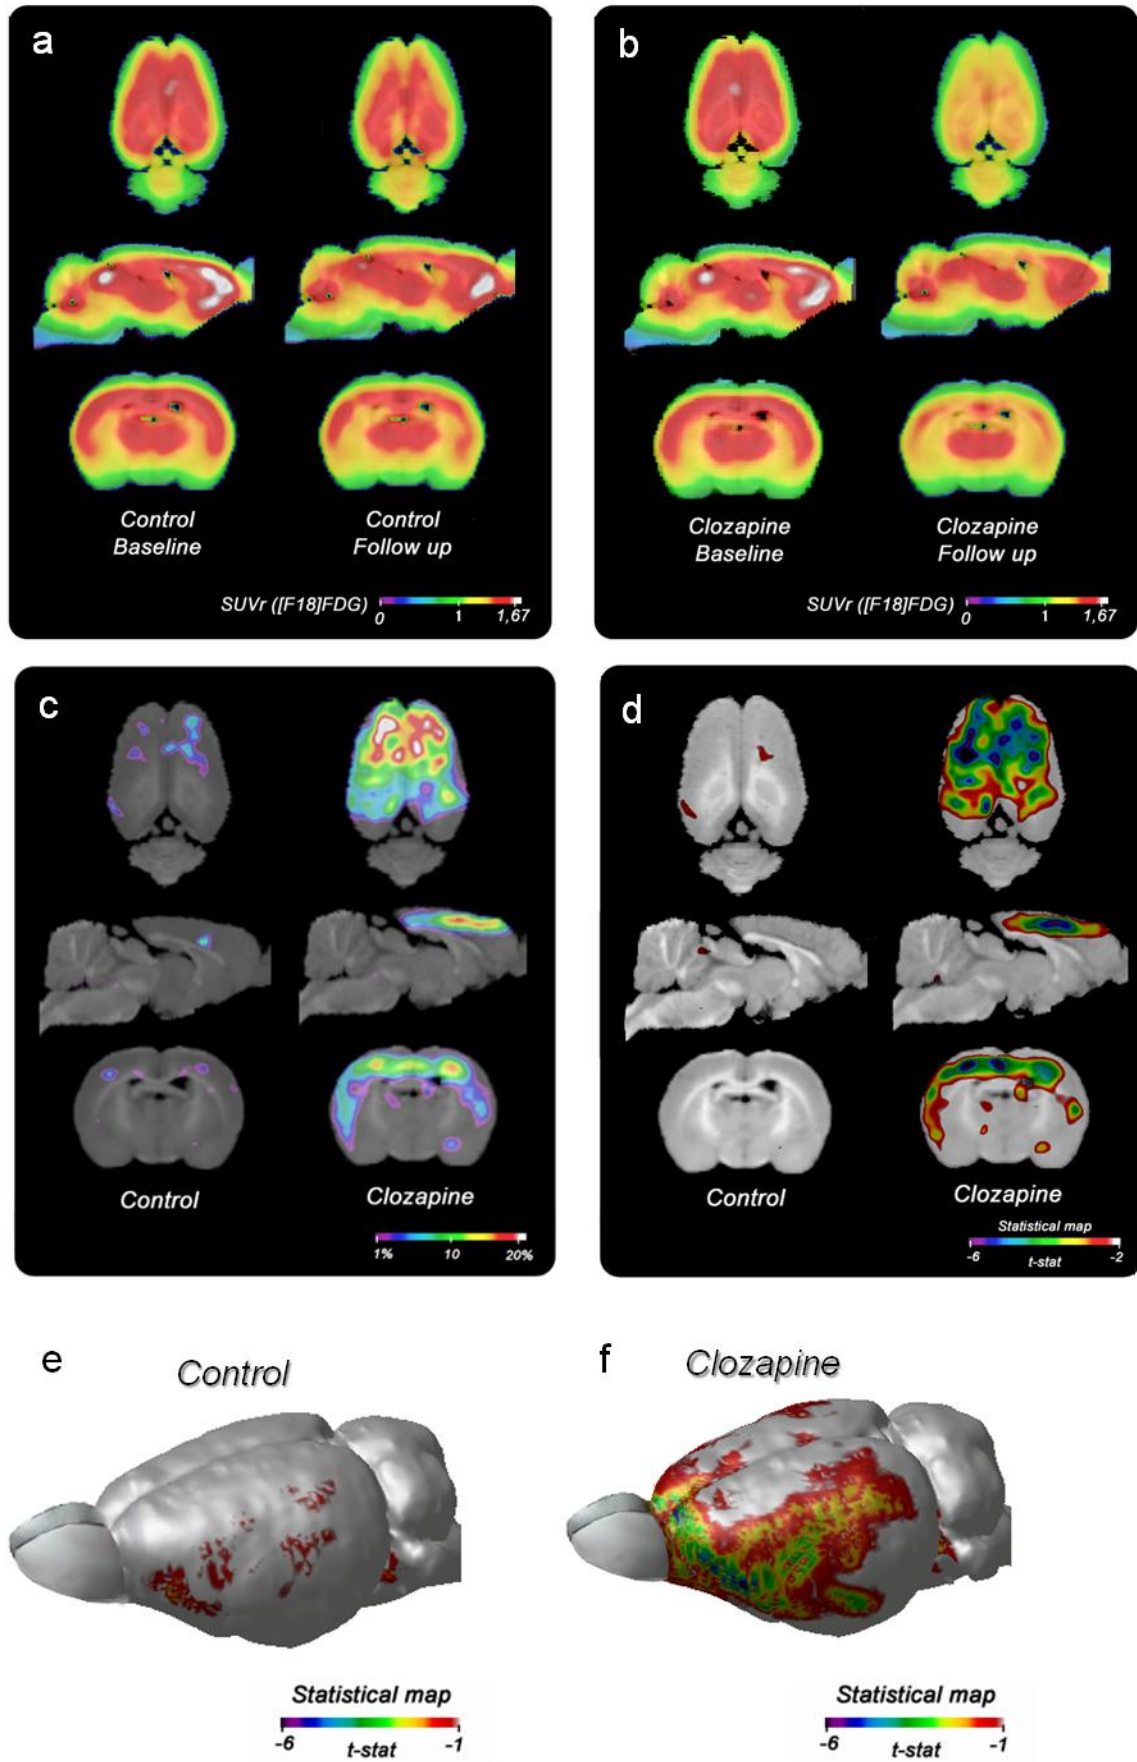 a
b
Control
Baseline
Control
Follow up
SUVr ([F18]FDG)
0
1
1,67
Clozapine
Baseline
Clozapine
Follow up
SUVr ([F18]FDG)
0
1
1,67
c
d
Control
Clozapine
1%
10
20%
Control
Clozapine
Statistical map
-6
t-stat
-2
e
Control
f
Clozapine
Statistical map
-6
t-stat
-1
Statistical map
-6
t-stat
-1